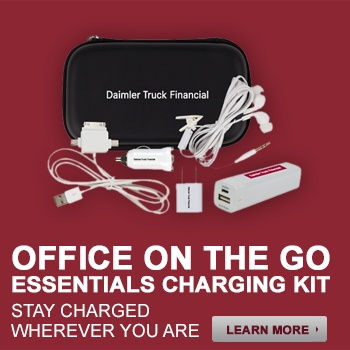 Daimler Truck Financial
OFFICE ON THE GO
ESSENTIALS CHARGING KIT
STAY CHARGED
WHEREVER YOU ARE
LEARN MORE